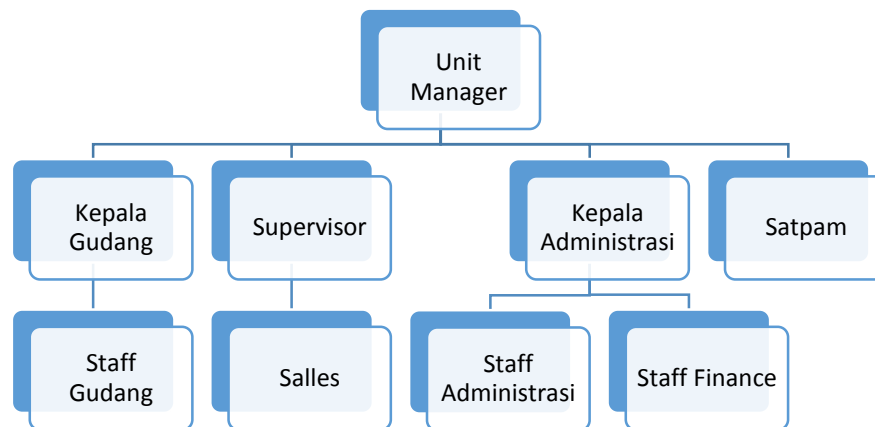 Unit
Manager
Kepala
Gudang
Supervisor
Kepala
Administrasi
Satpam
Staff
Gudang
Salles
Staff
Administrasi
Staff Finance